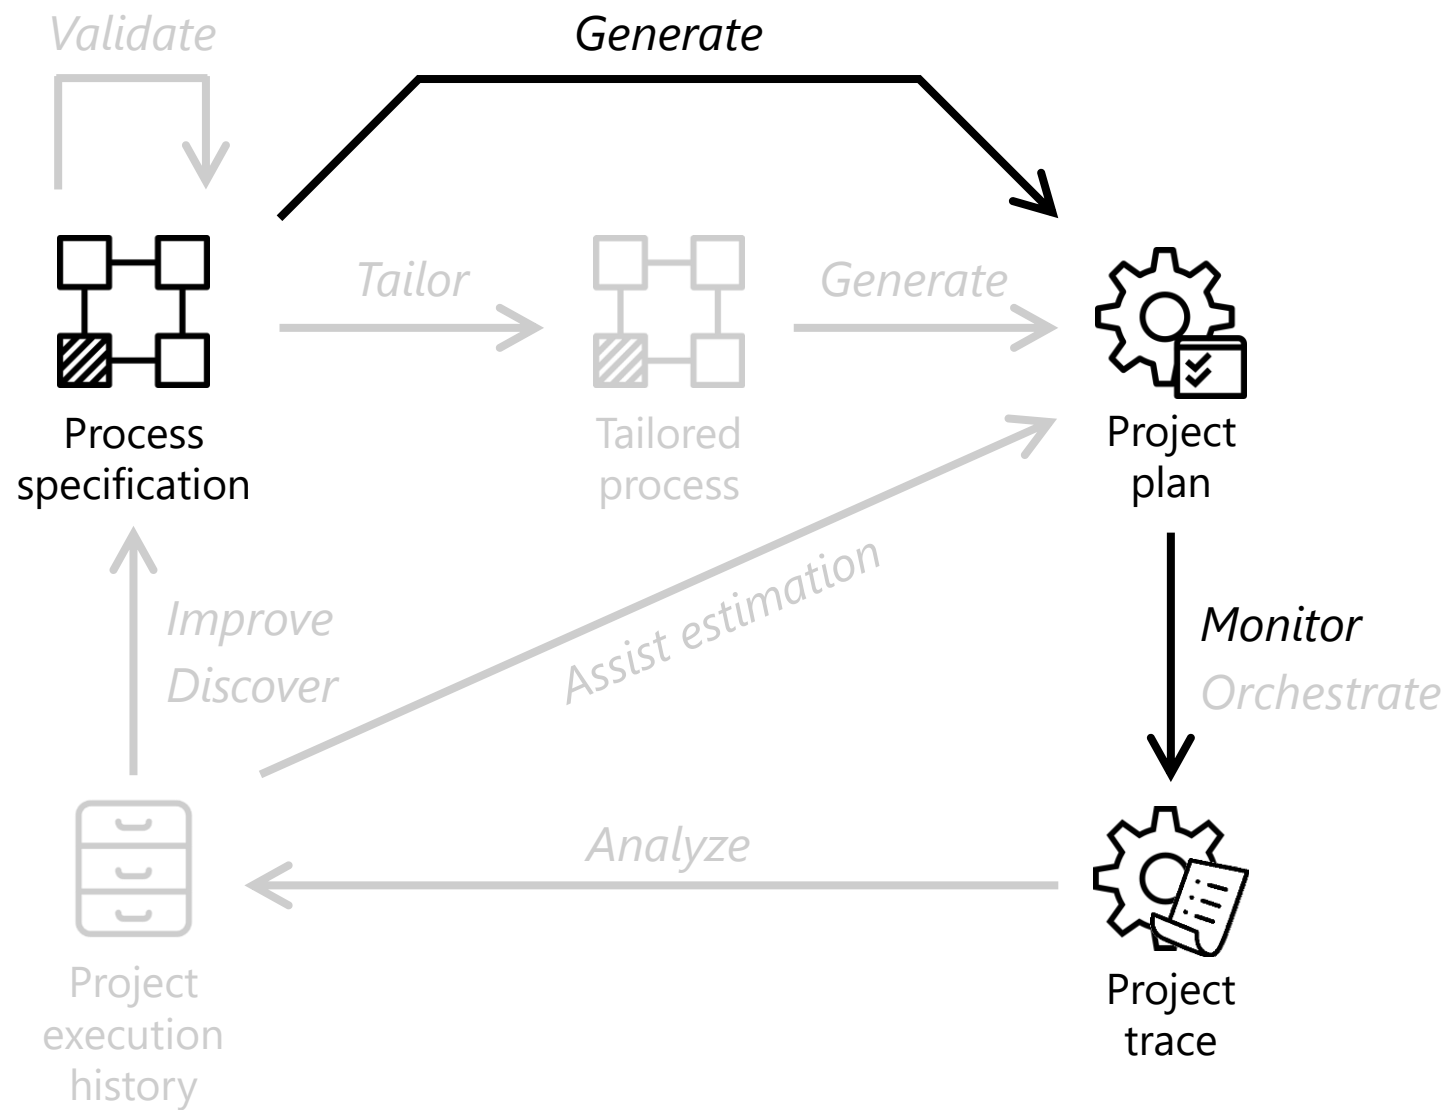 Validate
Generate
Tailor
Generate
Process
specification
Tailored
process
Project
plan
Improve
Discover
Assist estimation
Monitor
Orchestrate
Analyze
Project
execution
history
Project
trace